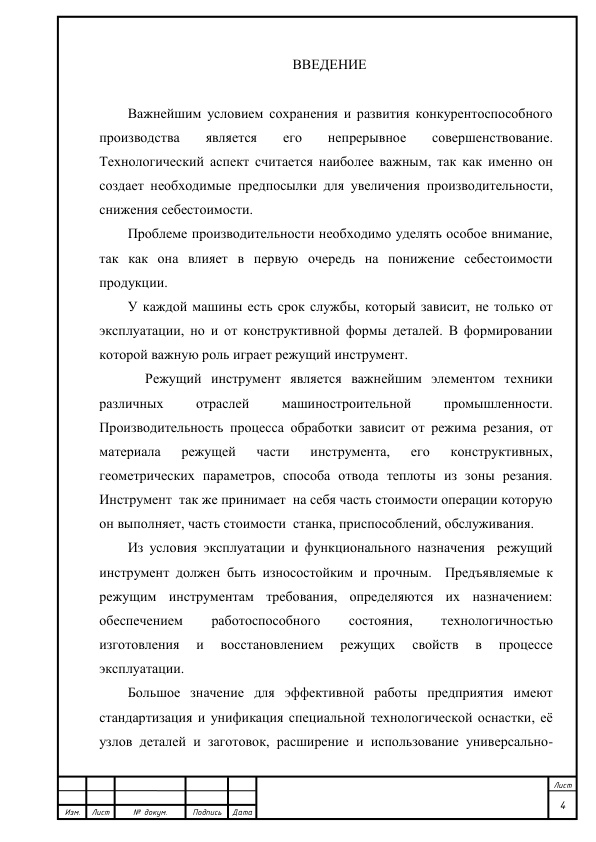 ВВЕДЕНИЕ
Важнейшим условием сохранения и развития конкурентоспособного
производства является его непрерывное совершенствование.
Технологический аспект считается наиболее важным, так как именно он
создает необходимые предпосылки для увеличения производительности,
снижения себестоимости.
Проблеме производительности необходимо уделять особое внимание,
так как она влияет в первую очередь на понижение себестоимости
продукции.
У каждой машины есть срок службы, который зависит, не только от
эксплуатации, но и от конструктивной формы деталей. В формировании
которой важную роль играет режущий инструмент.
Режущий инструмент является важнейшим элементом техники
различных отраслей машиностроительной промышленности.
Производительность процесса обработки зависит от режима резания, от
материала режущей части инструмента, его конструктивных,
геометрических параметров, способа отвода теплоты из зоны резания.
Инструмент так же принимает на себя часть стоимости операции которую
он выполняет, часть стоимости станка, приспособлений, обслуживания.
Из условия эксплуатации и функционального назначения режущий
инструмент должен быть износостойким и прочным. Предъявляемые к
режущим инструментам требования, определяются их назначением:
обеспечением работоспособного состояния, технологичностью
изготовления и восстановлением режущих свойств в процессе
эксплуатации.
Большое значение для эффективной работы предприятия имеют
стандартизация и унификация специальной технологической оснастки, её
узлов деталей и заготовок, расширение и использование универсально-
Лист
4
Изм. Лист № докум. Подпись Дата